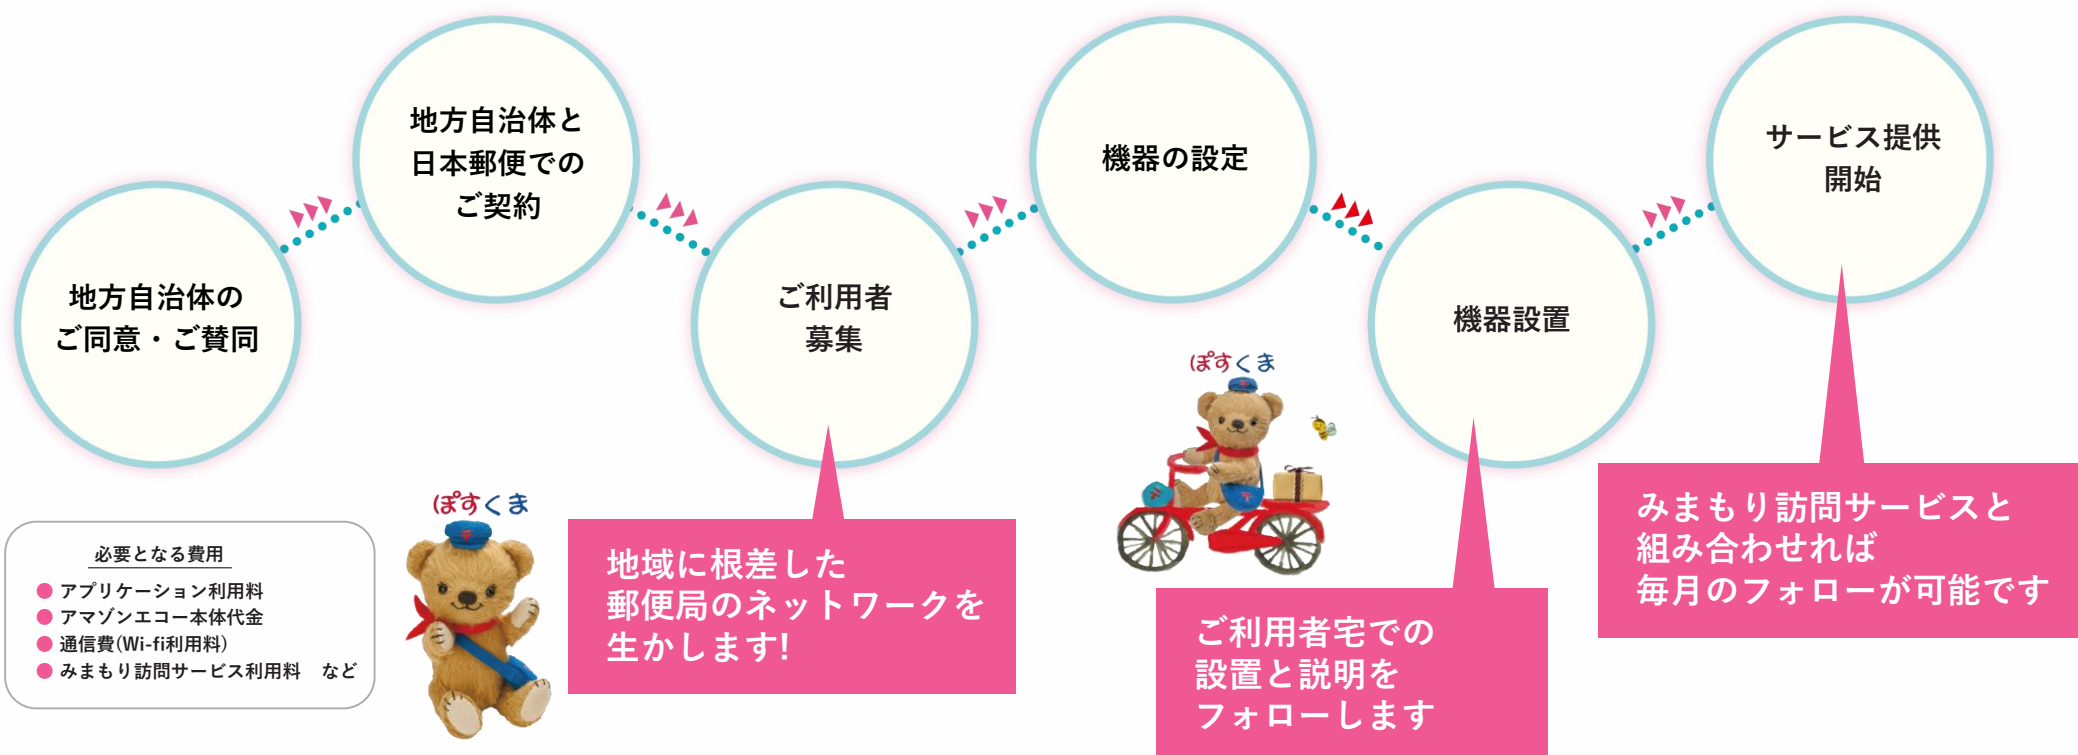 地方自治体の
ご同意・ご賛同
地方自治体と
日本郵便での
ご契約
ご利用者
募集
機器の設定
機器設置
サービス提供
開始
必要となる費用
アプリケーション利用料
アマゾンエコー本体代金
通信費(Wi-fi利用料)
みまもり訪問サービス利用料　など
ぽすくま
地域に根差した
郵便局のネットワークを
生かします!
ぽすくま
ご利用者宅での
設置と説明を
フォローします
みまもり訪問サービスと
組み合わせれば
毎月のフォローが可能です